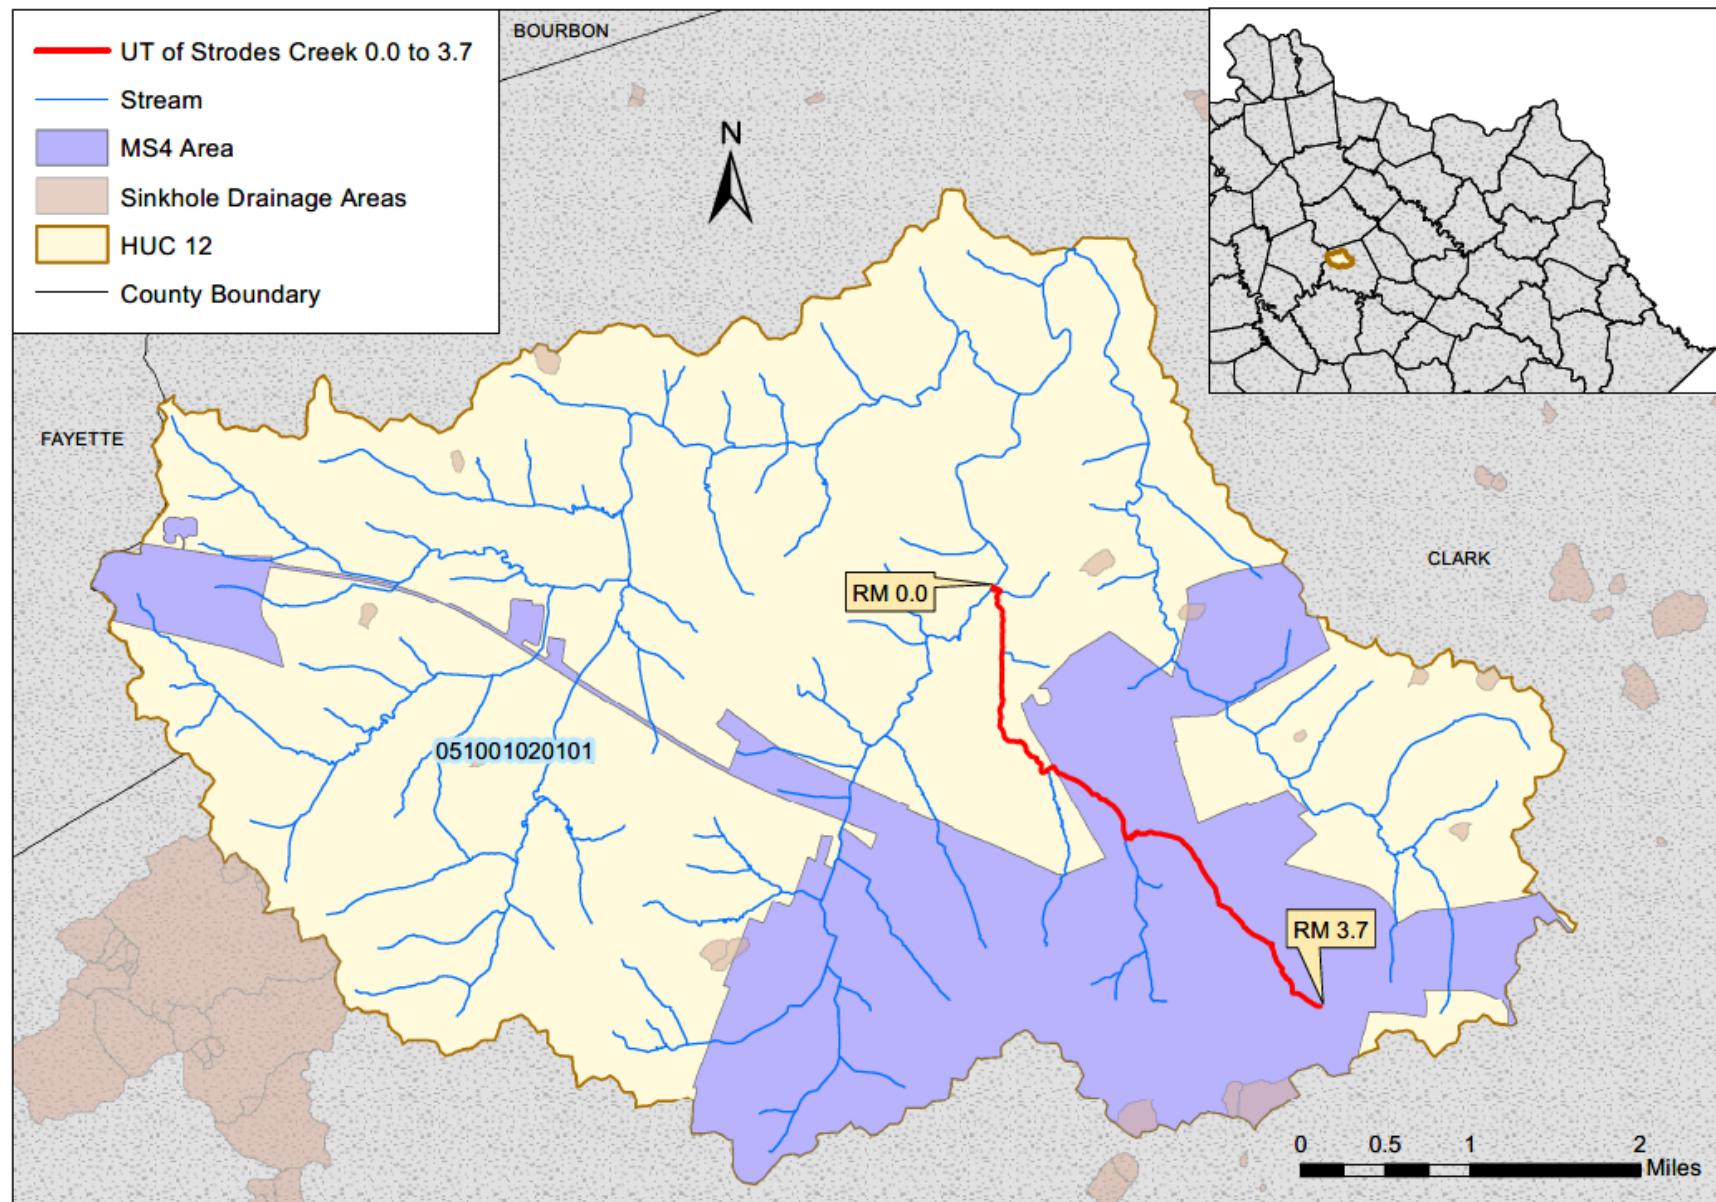 UT of Strodes Creek 0.0 to 3.7
Stream
MS4 Area
Sinkhole Drainage Areas
HUC 12
County Boundary
BOURBON
N
FAYETTE
CLARK
RM 0.0
051001020101
RM 3.7
0 0.5 1 2
Miles